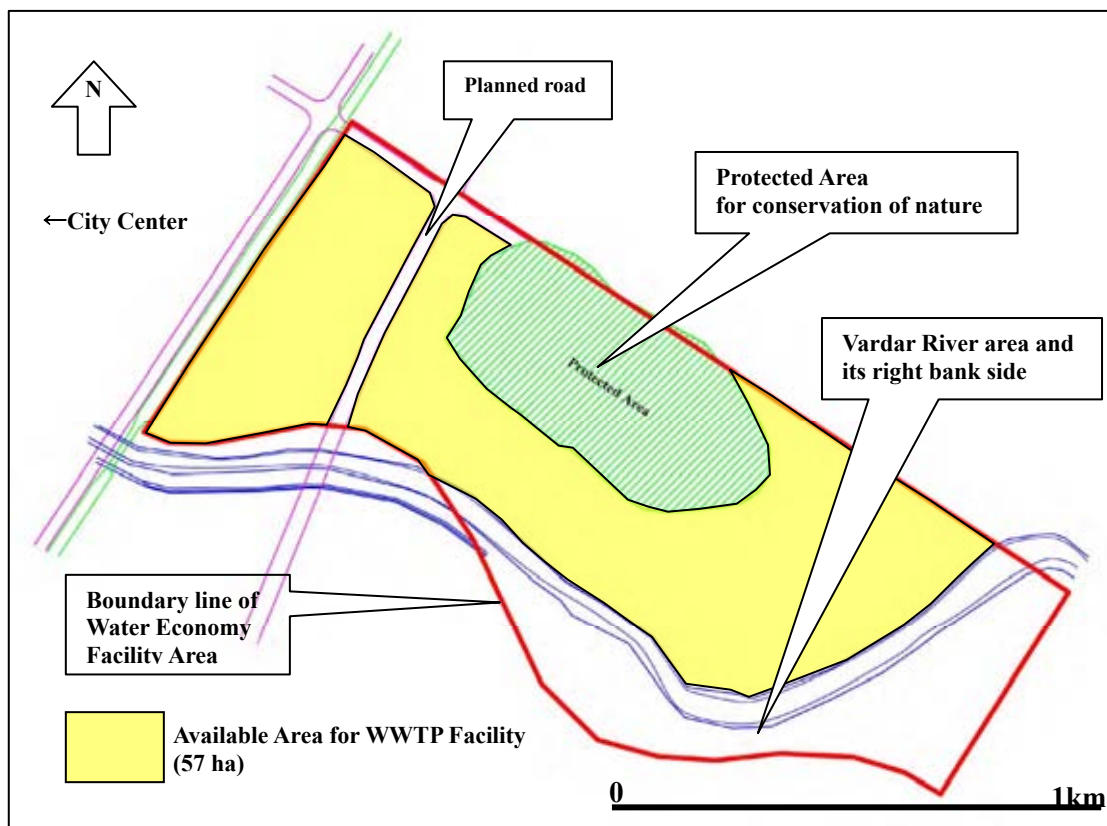 N
Planned road
←City Center
Protected Area
for conservation of nature
Vardar River area and
its right bank side
Protected Area
Boundary line of
Water Economy
Facility Area
Available Area for WWTP Facility
(57 ha)
0
1km